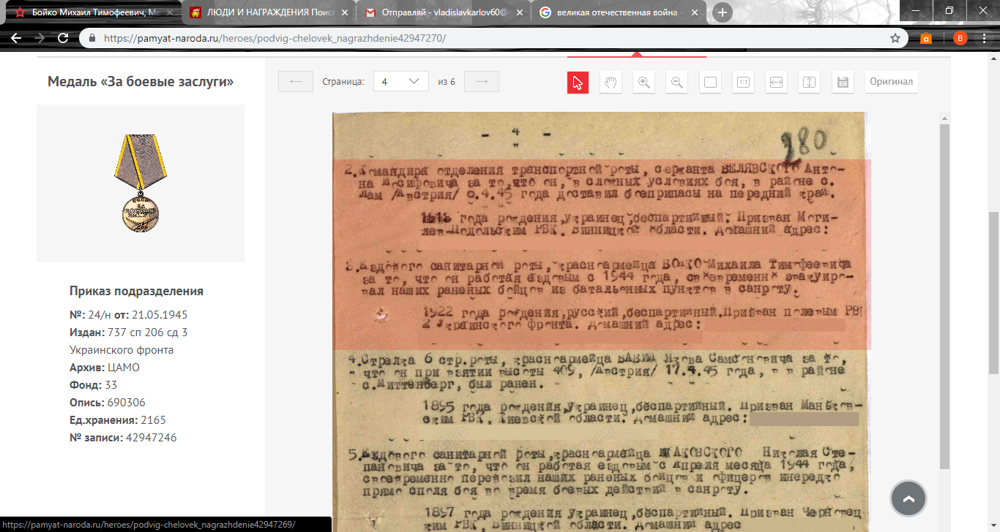 Бойко Михаил Тимофеевич, Ме
ЛЮДИ И НАГРАЖДЕНИЯ Поис
Отправляй - vladislavkarlov60@
великая отечественная война -
https://pamyat-naroda.ru/heroes/podvig-chelovek_nagrazhdenie42947270/
Медаль «За боевые заслуги»
Страница: 4 из 6
1:1
Оригинал
Приказ подразделения
№: 24/н от: 21.05.1945
Издан: 737 сп 206 сд 3
Украинского фронта
Архив: ЦАМО
Фонд: 33
Опись: 690306
Ед.хранения: 2165
№ записи: 42947246
- 4 -
280
2. Командира отделения транспортной роты, сержанта БЕЛЯВСКОГО Анто-
на Иосифовича за то, что он, в сложных условиях боя, в районе с.
/Австрия/ .4.45 года доставил боеприпасы на передний край.
года рождения, украинец, беспартийный. Призван Моги-
лев-Подольским РВК, Винницкой области. Домашний адрес:
3. Ездового санитарной роты, красноармейца БОЙКО Михаила Тимофеевича
за то, что он работая ездовым с 1944 года, своевременно эвакуиро-
вал наших раненых бойцов из батальонных пунктов в санроту.
1922 года рождения, русский, беспартийный. Призван полевым РВК
2 Украинского фронта. Домашний адрес:
4. Стрелка 6 стр. роты, красноармейца Якова Самсоновича за то,
что он при взятии высоты 409, /Австрия/ 17.4.45 года, в районе
с. Миттенберг, был ранен.
1895 года рождения, украинец, беспартийный. Призван Маньков-
ским РВК, Киевской области. Домашний адрес:
5. Ездового санитарной роты, красноармейца ЖАКОВСКОГО Николая Сте-
пановича за то, что он работая ездовым с апреля месяца 1944 года,
своевременно перевозил наших раненых бойцов и офицеров
прямо споля боя во время боевых действий в санроту.
1897 года рождения, украинец, беспартийный. Призван
ким РВК, Винницкой области. Домашний адрес
https://pamyat-naroda.ru/heroes/podvig-chelovek_nagrazhdenie42947269/